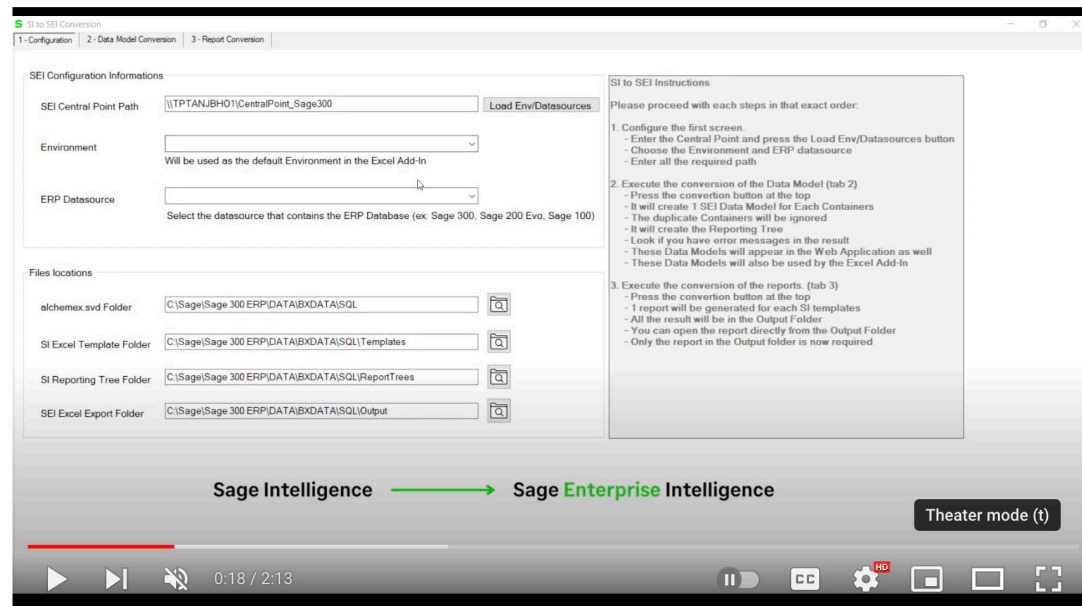 S SI to SEI Conversion
1 - Configuration 2 - Data Model Conversion 3 - Report Conversion
SEI Configuration Informations
SEI Central Point Path \\TPTANJBHO1\CentralPoint_Sage300 Load Env/Datasources
Environment
Will be used as the default Environment in the Excel Add-In
ERP Datasource
Select the datasource that contains the ERP Database (ex: Sage 300, Sage 200 Evo, Sage 100)
Files locations
alchemex.svd Folder C:\Sage\Sage 300 ERP\DATA\BXDATA\SQL
SI Excel Template Folder C:\Sage\Sage 300 ERP\DATA\BXDATA\SQL\Templates
SI Reporting Tree Folder C:\Sage\Sage 300 ERP\DATA\BXDATA\SQL\ReportTrees
SEI Excel Export Folder C:\Sage\Sage 300 ERP\DATA\BXDATA\SQL\Output
SI to SEI Instructions
Please proceed with each steps in that exact order:
1. Configure the first screen.
- Enter the Central Point and press the Load Env/Datasources button
- Choose the Environment and ERP datasource
- Enter all the required path
2. Execute the conversion of the Data Model (tab 2)
- Press the convertion button at the top
- It will create 1 SEI Data Model for Each Containers
- The duplicate Containers will be ignored
- It will create the Reporting Tree
- Look if you have error messages in the result
- These Data Models will appear in the Web Application as well
- These Data Models will also be used by the Excel Add-In
3. Execute the conversion of the reports. (tab 3)
- Press the convertion button at the top
- 1 report will be generated for each SI templates
- All the result will be in the Output Folder
- You can open the report directly from the Output Folder
- Only the report in the Output folder is now required
Sage Intelligence → Sage Enterprise Intelligence
Theater mode (t)
0:18 / 2:13 CC HD